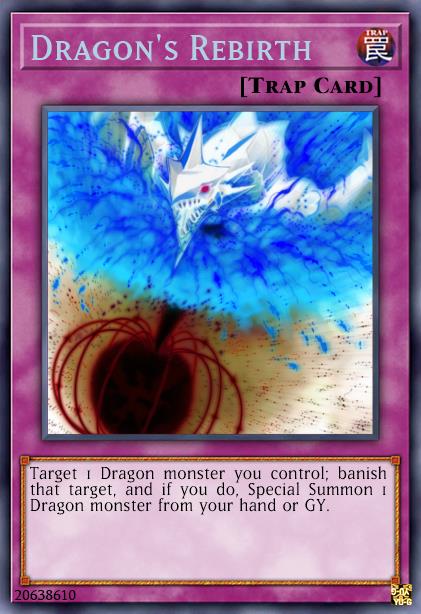 Dragon's Rebirth
TRAP
罠
[Trap Card]
Target 1 Dragon monster you control; banish
that target, and if you do, Special Summon 1
Dragon monster from your hand or GY.
20638610